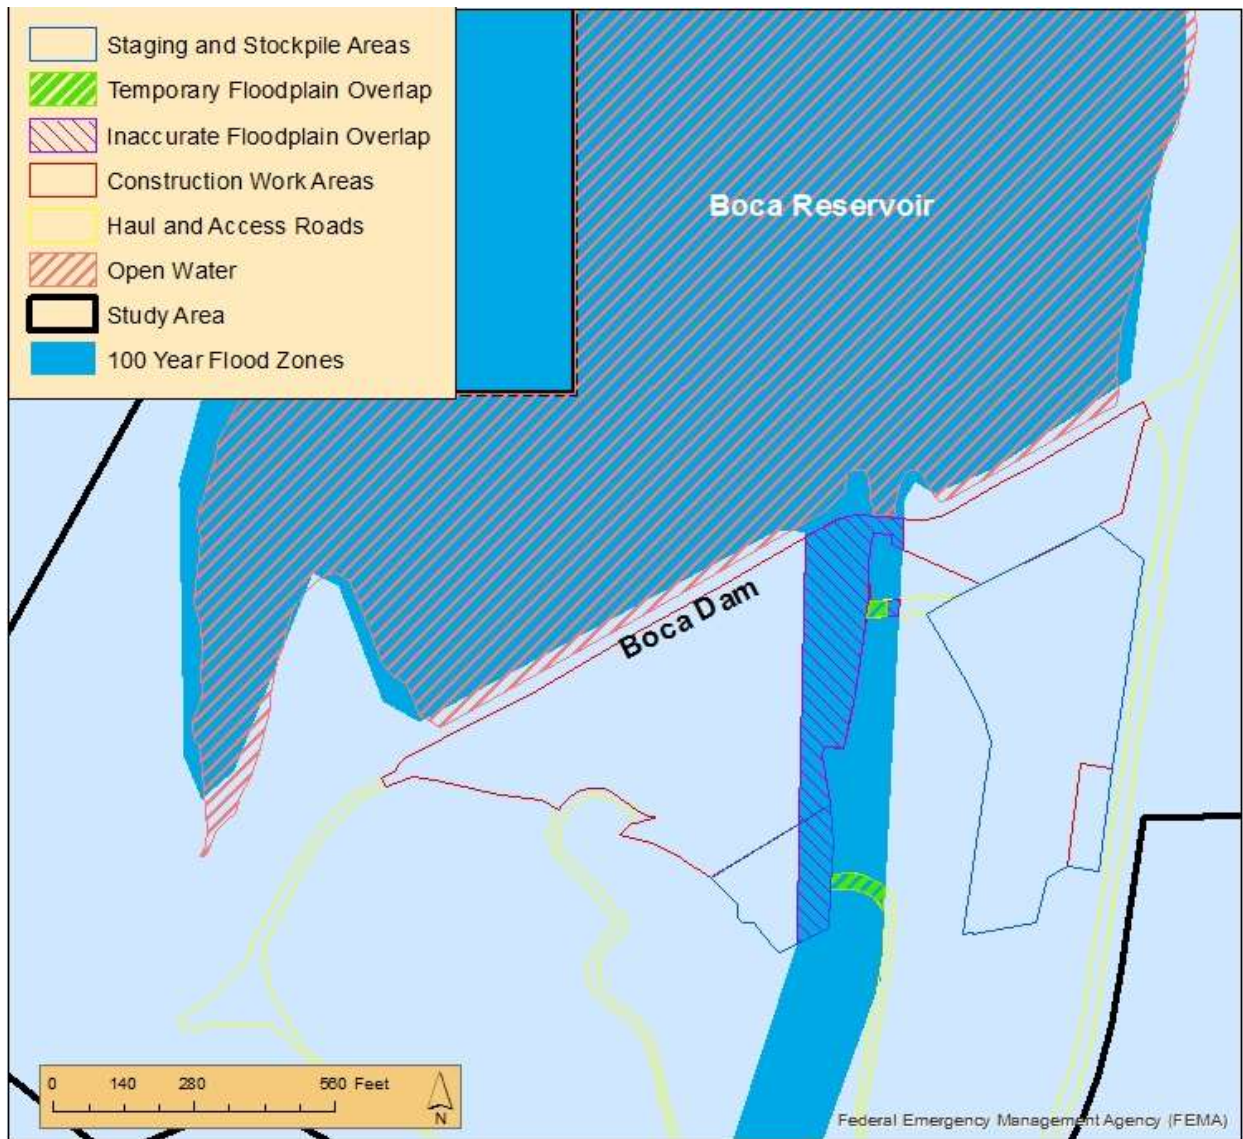 Staging and Stockpile Areas
Temporary Floodplain Overlap
Inaccurate Floodplain Overlap
Construction Work Areas
Haul and Access Roads
Open Water
Study Area
100 Year Flood Zones
Boca Reservoir
Boca Dam
0 140 280 560 Feet
N
Federal Emergency Management Agency (FEMA)